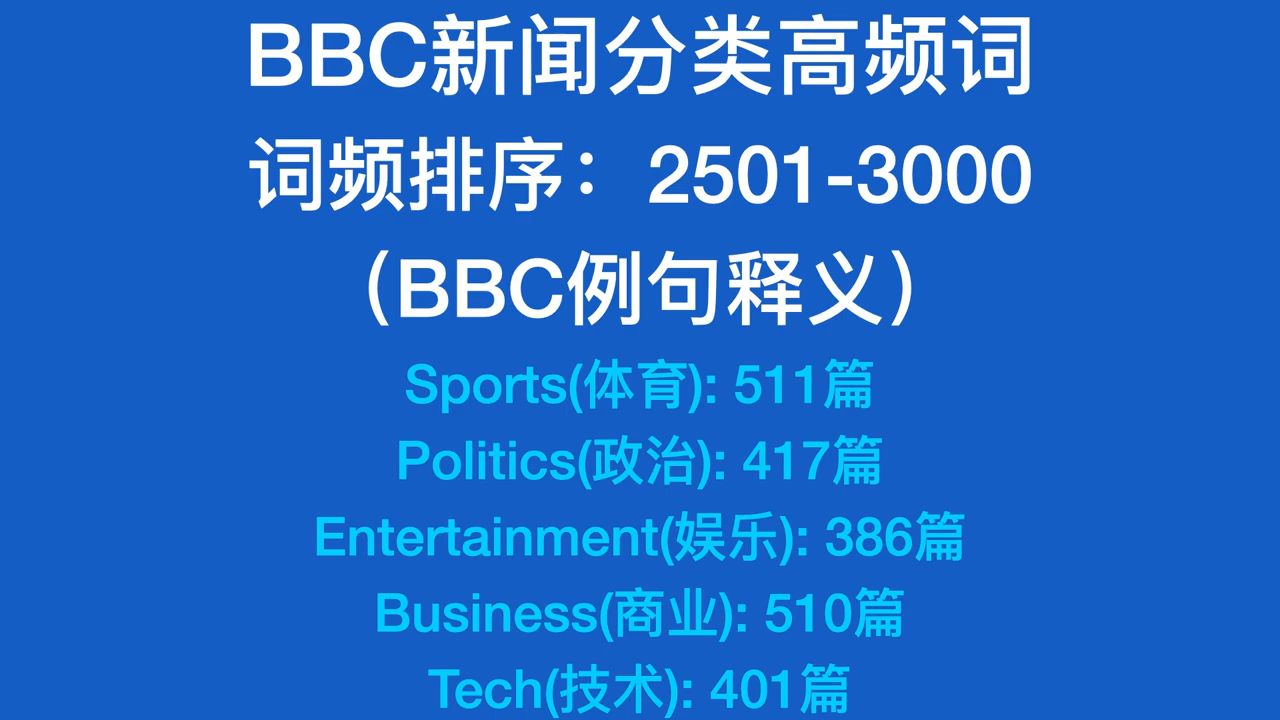 BBC新闻分类高频词
词频排序：2501-3000
（BBC例句释义）
Sports(体育): 511篇
Politics(政治): 417篇
Entertainment(娱乐): 386篇
Business(商业): 510篇
Tech(技术): 401篇